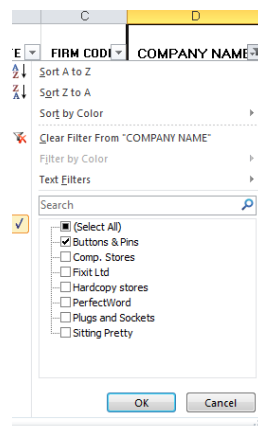 C D
E FIRM CODE COMPANY NAME
Sort A to Z
Sort Z to A
Sort by Color
Clear Filter From "COMPANY NAME"
Filter by Color
Text Filters
Search
(Select All)
Buttons & Pins
Comp. Stores
Fixit Ltd
Hardcopy stores
PerfectWord
Plugs and Sockets
Sitting Pretty
OK Cancel